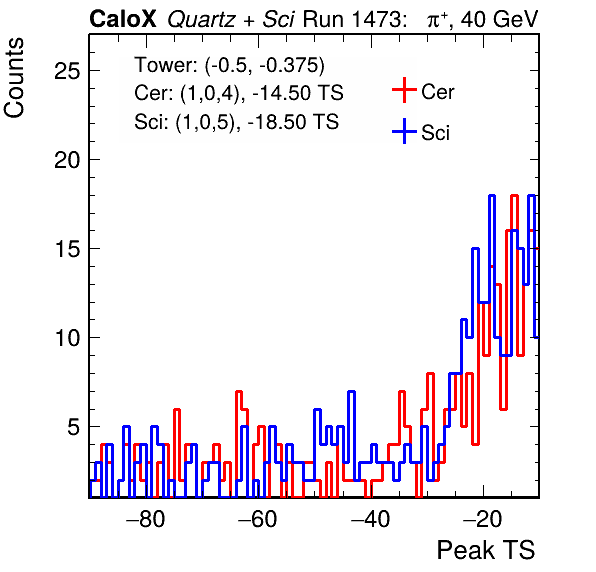 CaloX Quartz + Sci Run 1473: π⁺, 40 GeV
Counts
Tower: (-0.5, -0.375)
Cer: (1,0,4), -14.50 TS
Sci: (1,0,5), -18.50 TS
Cer
Sci
25
20
15
10
5
−80 −60 −40 −20
Peak TS